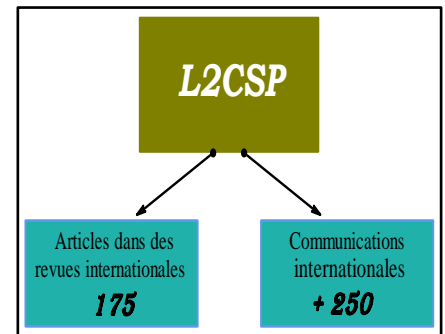 L2CSP
Articles dans des
revues internationales
175
Communications
internationales
+ 250